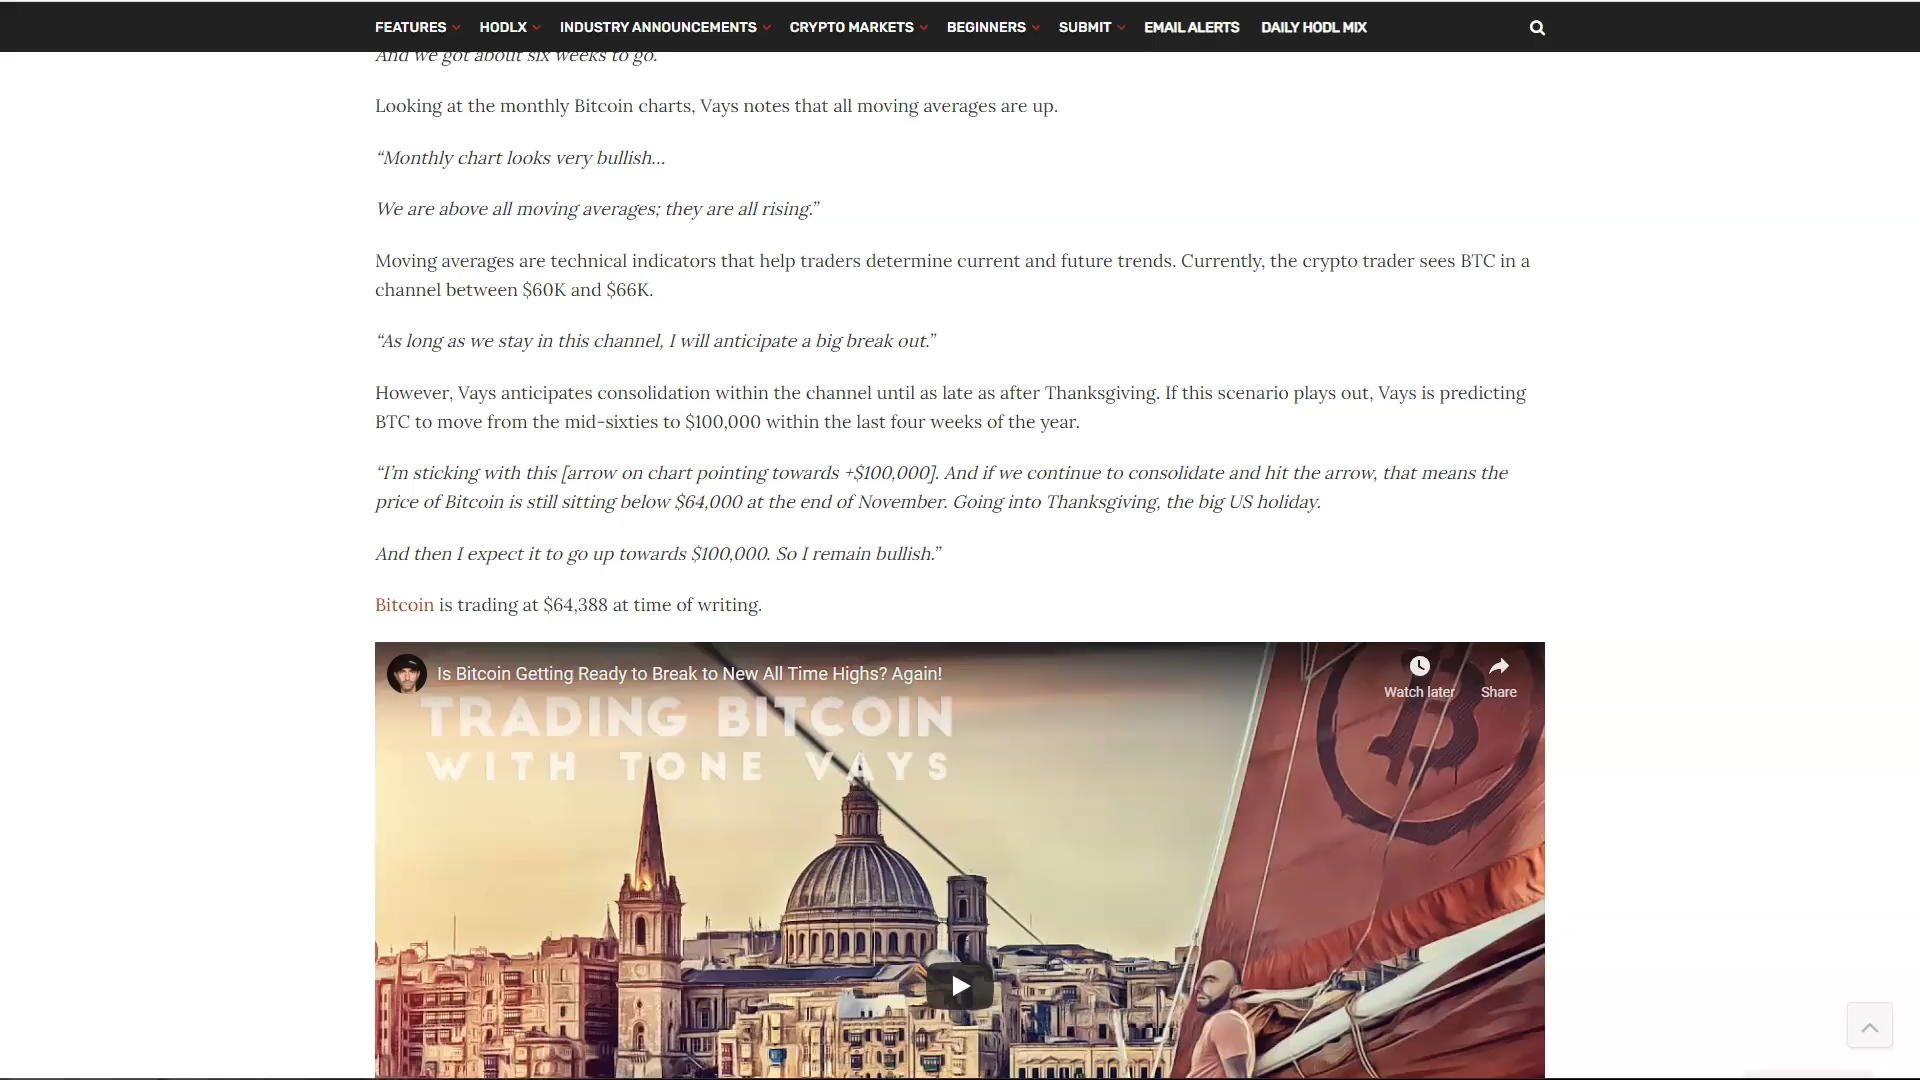 FEATURES HODLX INDUSTRY ANNOUNCEMENTS CRYPTO MARKETS BEGINNERS SUBMIT EMAIL ALERTS DAILY HODL MIX
And we got about six weeks to go.
Looking at the monthly Bitcoin charts, Vays notes that all moving averages are up.
“Monthly chart looks very bullish…
We are above all moving averages; they are all rising.”
Moving averages are technical indicators that help traders determine current and future trends. Currently, the crypto trader sees BTC in a
channel between $60K and $66K.
“As long as we stay in this channel, I will anticipate a big break out.”
However, Vays anticipates consolidation within the channel until as late as after Thanksgiving. If this scenario plays out, Vays is predicting
BTC to move from the mid-sixties to $100,000 within the last four weeks of the year.
“I’m sticking with this [arrow on chart pointing towards +$100,000]. And if we continue to consolidate and hit the arrow, that means the
price of Bitcoin is still sitting below $64,000 at the end of November. Going into Thanksgiving, the big US holiday.
And then I expect it to go up towards $100,000. So I remain bullish.”
Bitcoin is trading at $64,388 at time of writing.
Is Bitcoin Getting Ready to Break to New All Time Highs? Again!
Watch later Share
TRADING BITCOIN
WITH TONE VAYS